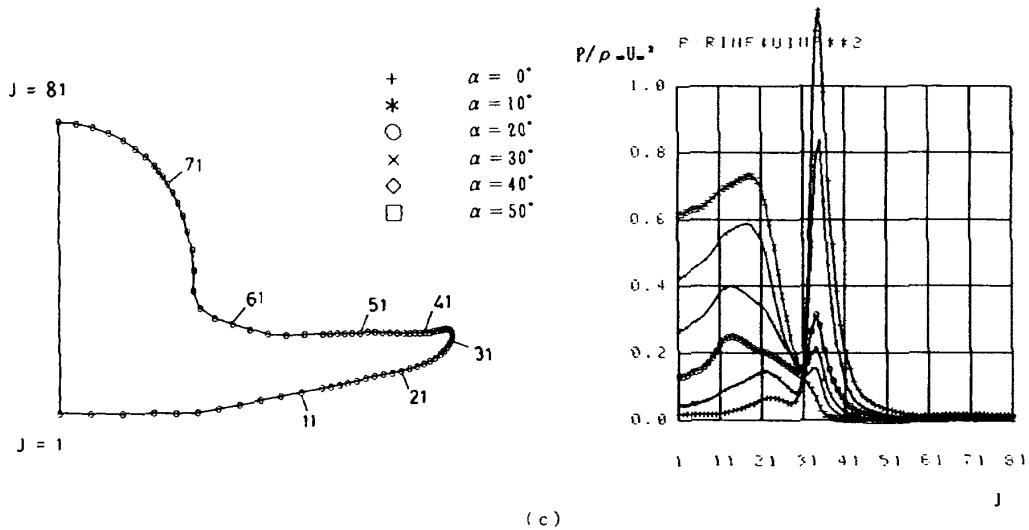 J = 81
71
61
51
41
31
21
11
J = 1
+ α = 0°
* α = 10°
○ α = 20°
× α = 30°
◇ α = 40°
□ α = 50°
P/ρ∞U∞²
1.0
0.8
0.6
0.4
0.2
0.0
1 11 21 31 41 51 61 71 81
J
(c)